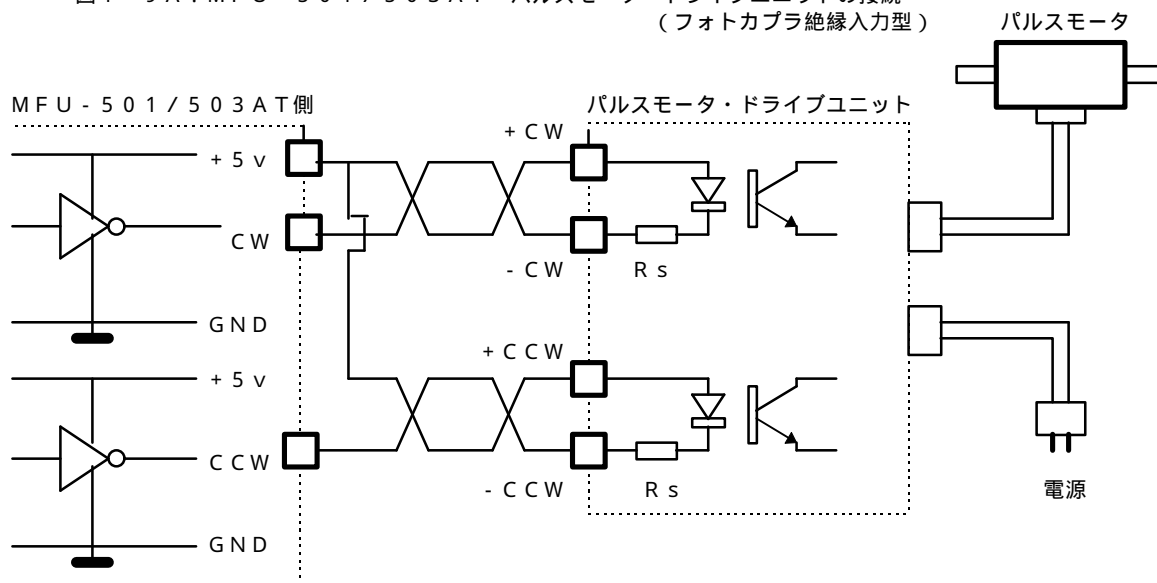 (フォトカプラ絶縁入力型)
パルスモータ
MFU-501/503AT側
パルスモータ・ドライブユニット
+5v
+CW
CW
-CW
Rs
GND
+5v
+CCW
CCW
-CCW
Rs
GND
電源